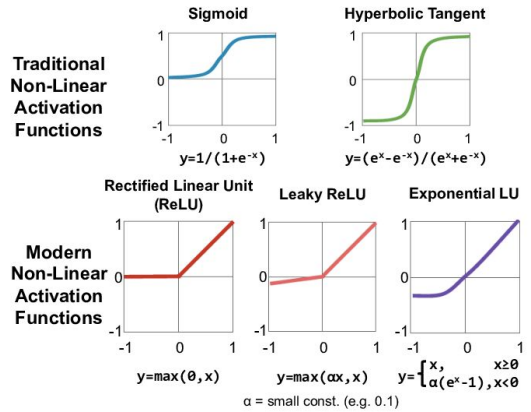 Sigmoid
Hyperbolic Tangent
Traditional
Non-Linear
Activation
Functions
1
0
-1
-1 0 1
y=1/(1+e⁻ˣ)
1
0
-1
-1 0 1
y=(eˣ-e⁻ˣ)/(eˣ+e⁻ˣ)
Rectified Linear Unit
(ReLU)
Leaky ReLU
Exponential LU
Modern
Non-Linear
Activation
Functions
1
0
-1
-1 0 1
y=max(0,x)
1
0
-1
-1 0 1
y=max(αx,x)
1
0
-1
-1 0 1
y={x, x≥0
α(eˣ-1),x<0
α = small const. (e.g. 0.1)